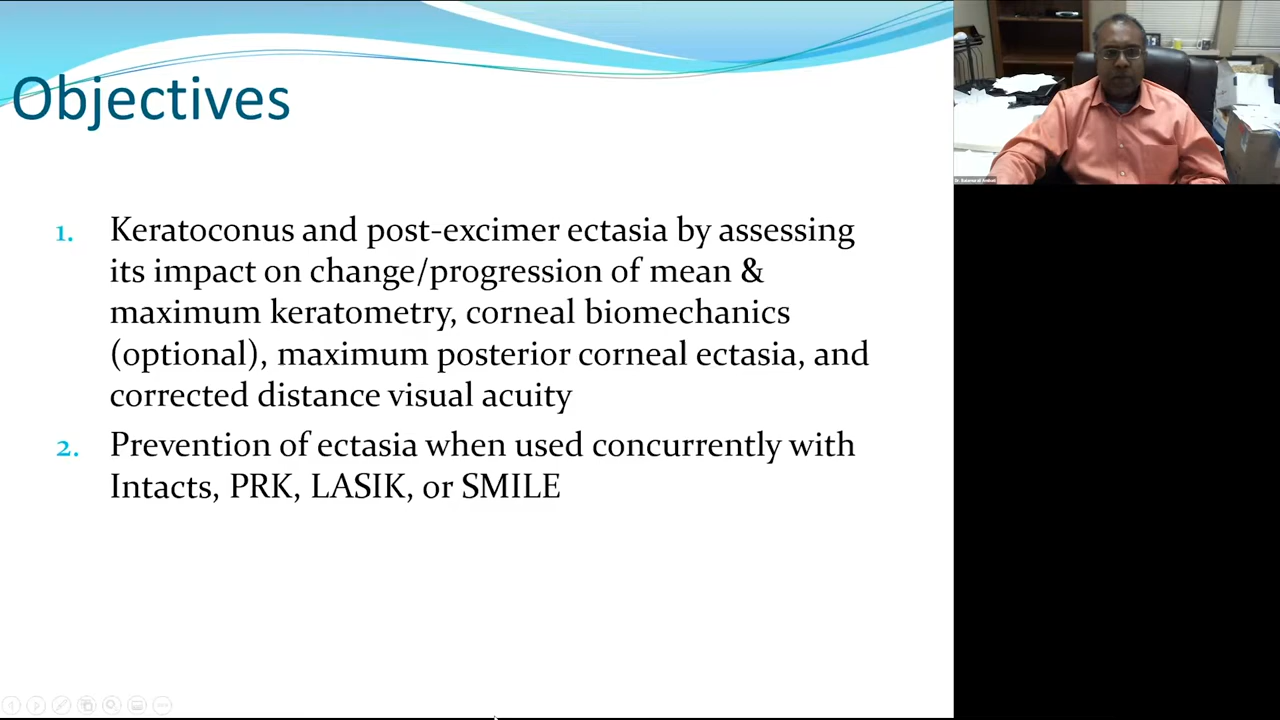 Objectives
1. Keratoconus and post-excimer ectasia by assessing
its impact on change/progression of mean &
maximum keratometry, corneal biomechanics
(optional), maximum posterior corneal ectasia, and
corrected distance visual acuity
2. Prevention of ectasia when used concurrently with
Intacts, PRK, LASIK, or SMILE